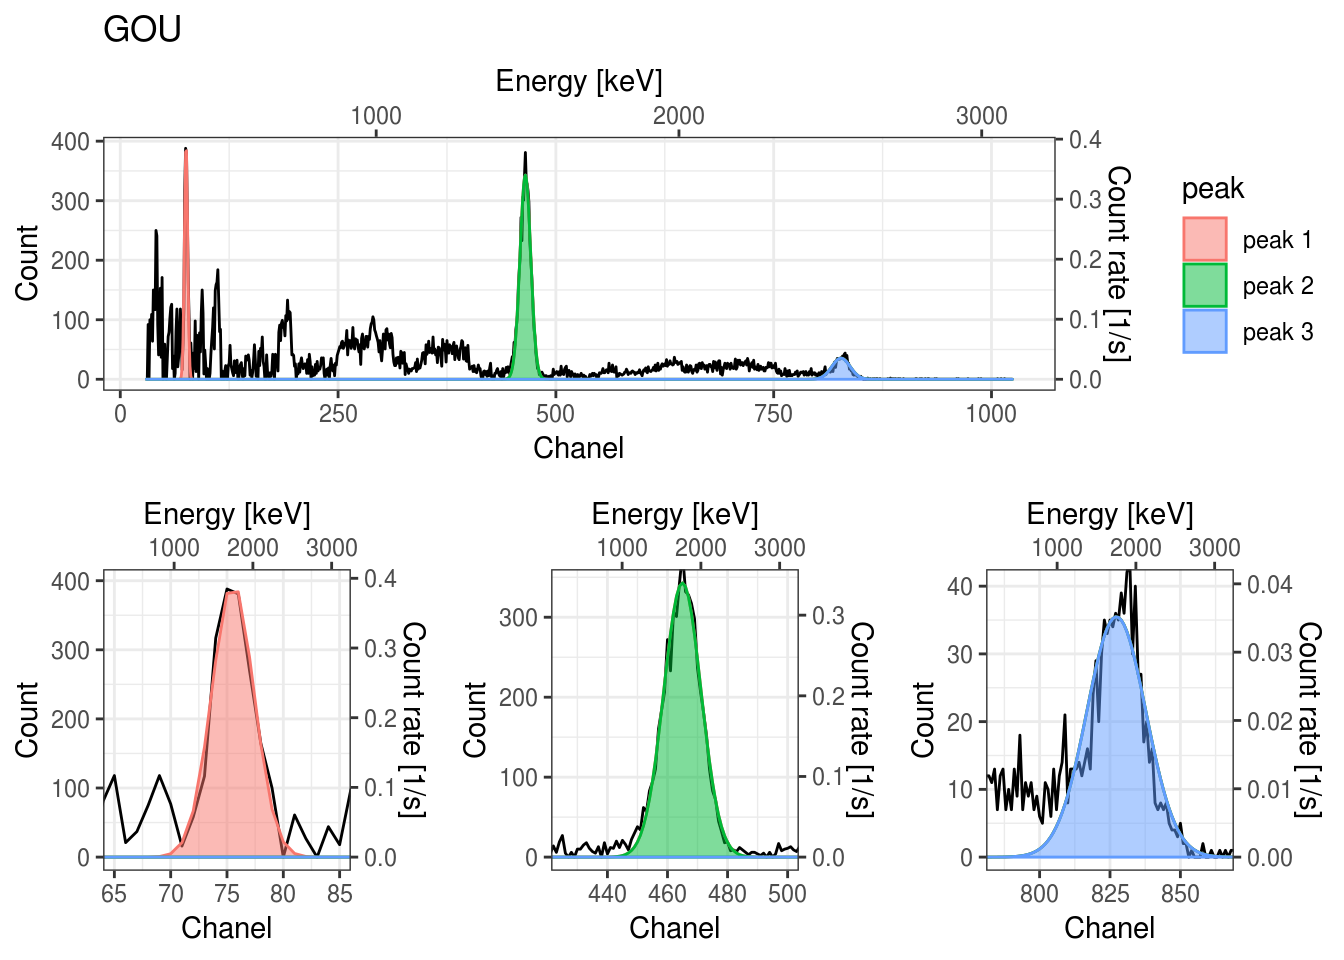 GOU
Energy [keV]
1000 2000 3000
400
300
200
100
0
Count
0.4
0.3
0.2
0.1
0.0
Count rate [1/s]
0 250 500 750 1000
Chanel
peak
peak 1
peak 2
peak 3
Energy [keV]
1000 2000 3000
400
300
200
100
0
Count
0.4
0.3
0.2
0.1
0.0
Count rate [1/s]
65 70 75 80 85
Chanel
Energy [keV]
1000 2000 3000
300
200
100
0
Count
0.3
0.2
0.1
0.0
Count rate [1/s]
440 460 480 500
Chanel
Energy [keV]
1000 2000 3000
40
30
20
10
0
Count
0.04
0.03
0.02
0.01
0.00
Count rate [1/s]
800 825 850
Chanel